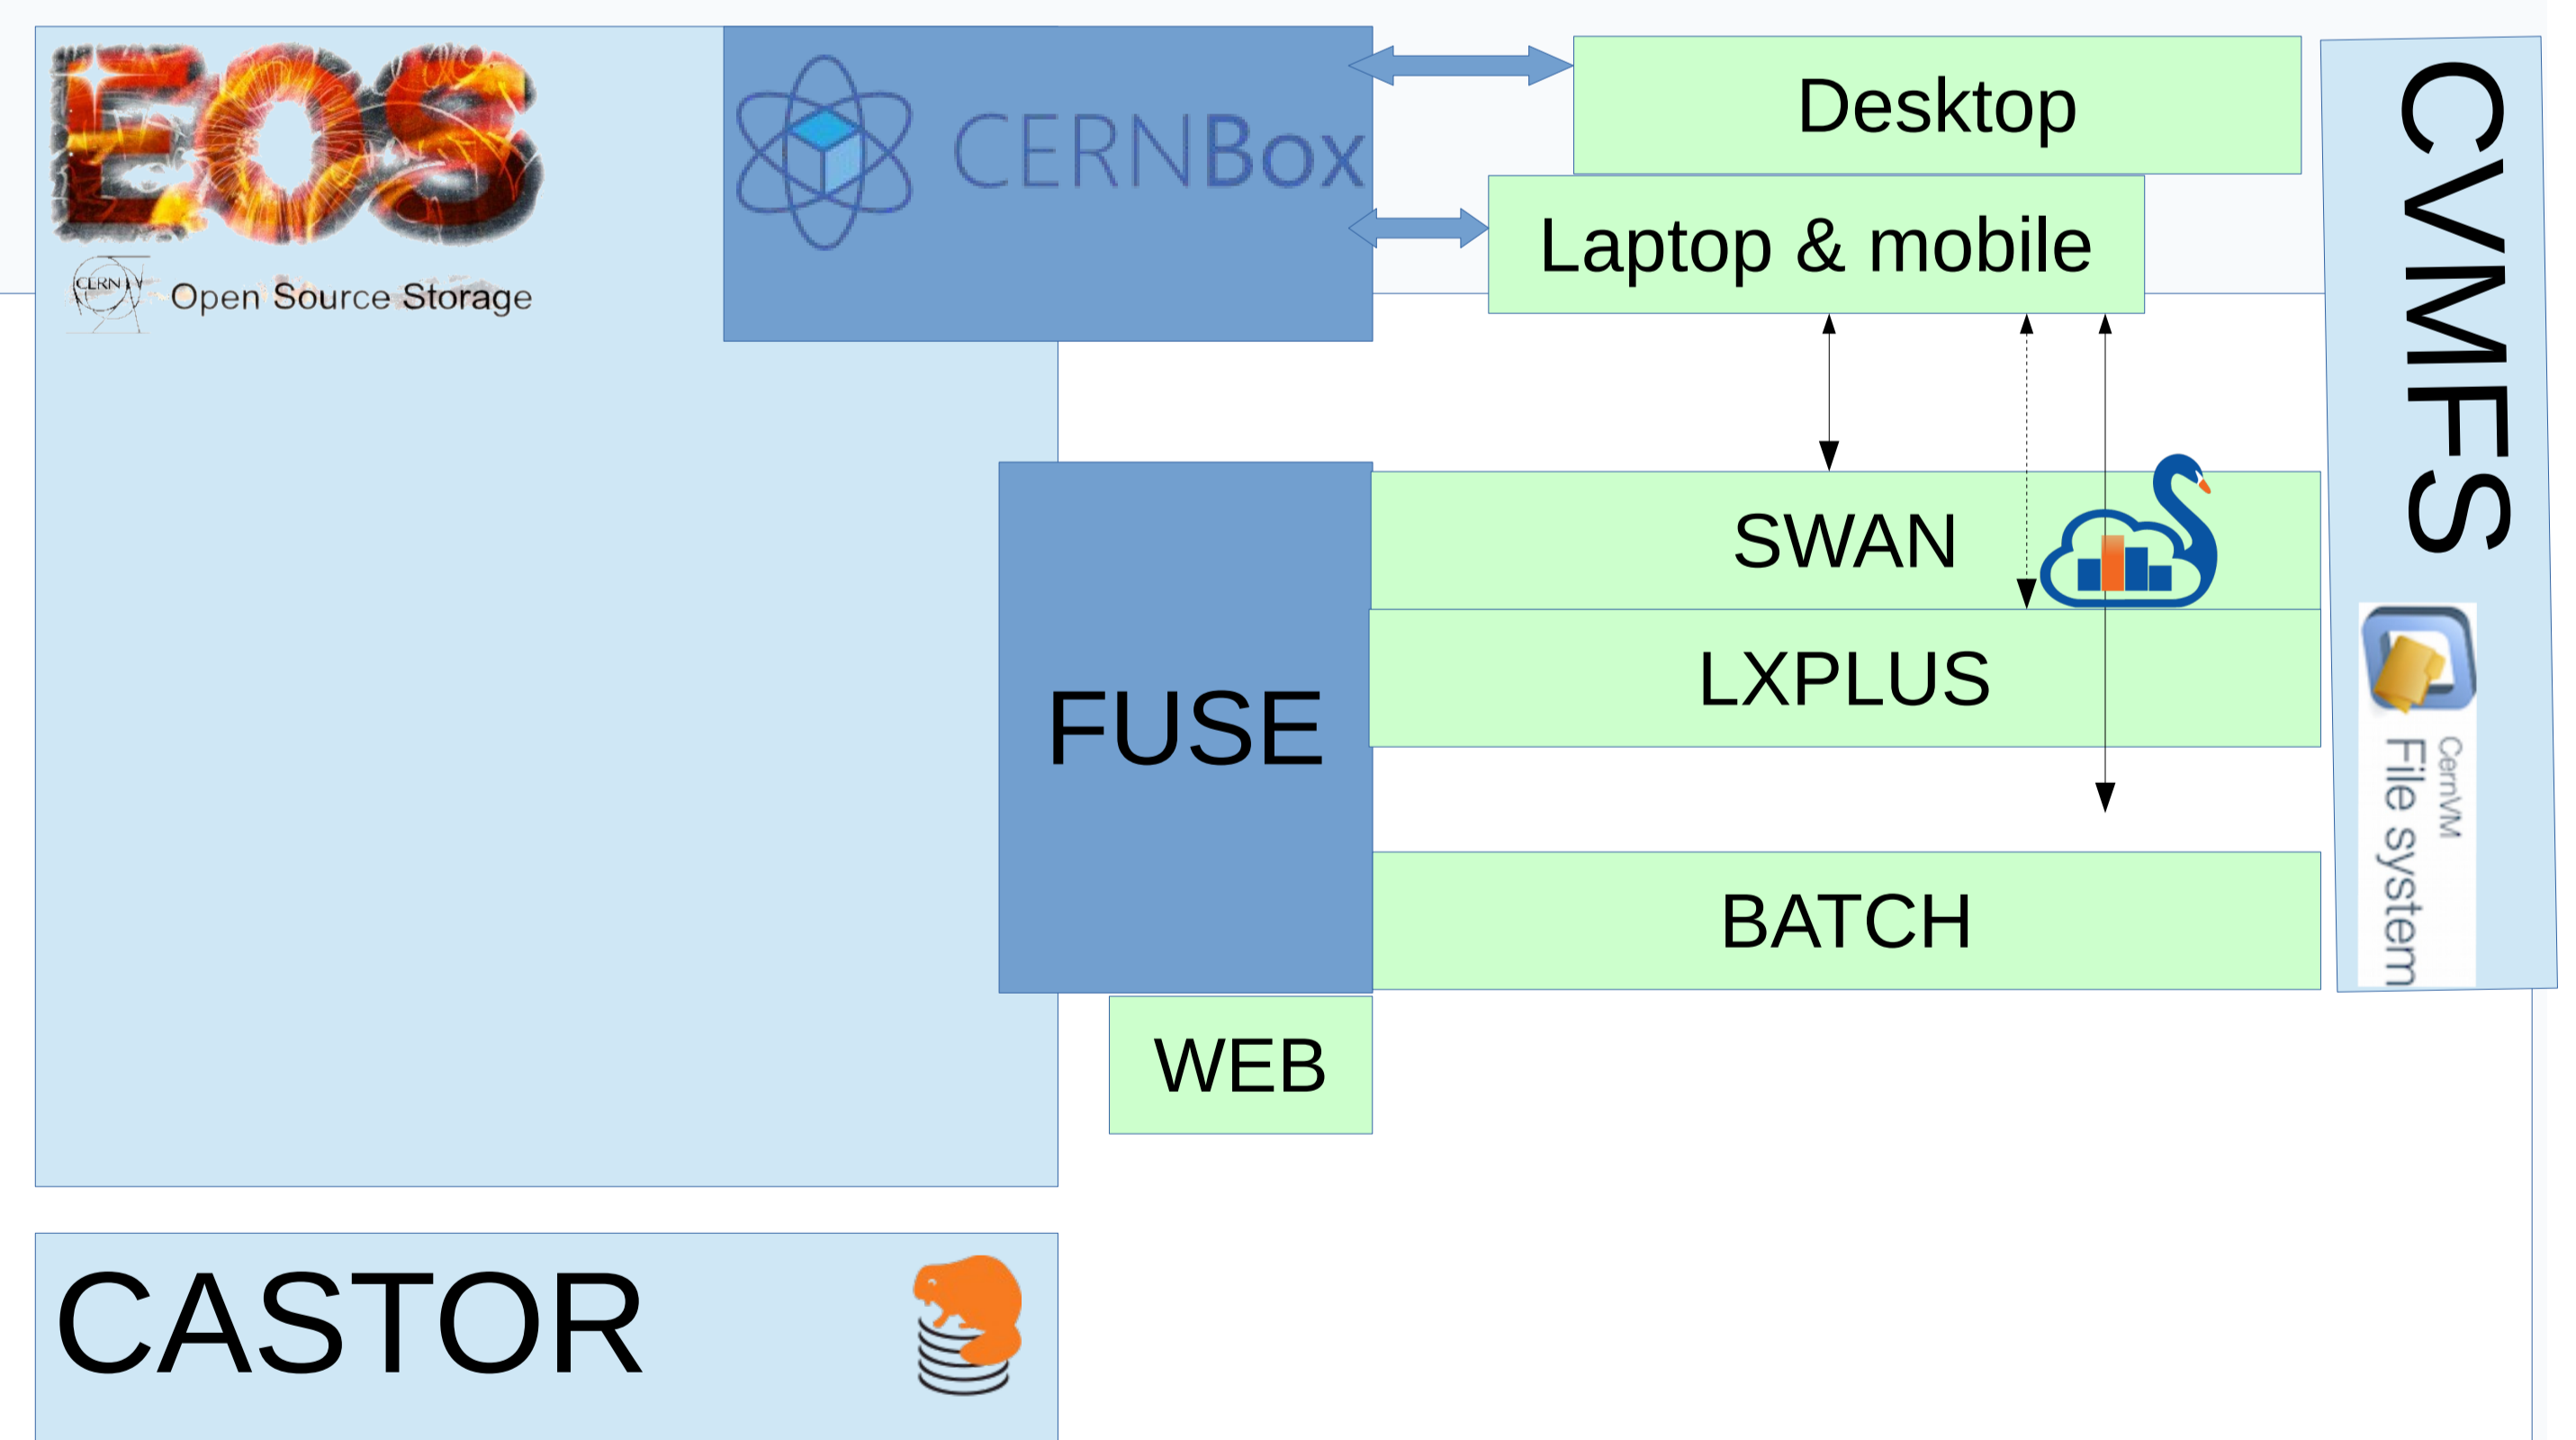 EOS
CERN
Open Source Storage
CERNBox
Desktop
Laptop & mobile
CVMFS
SWAN
LXPLUS
FUSE
CernVM
File system
BATCH
WEB
CASTOR